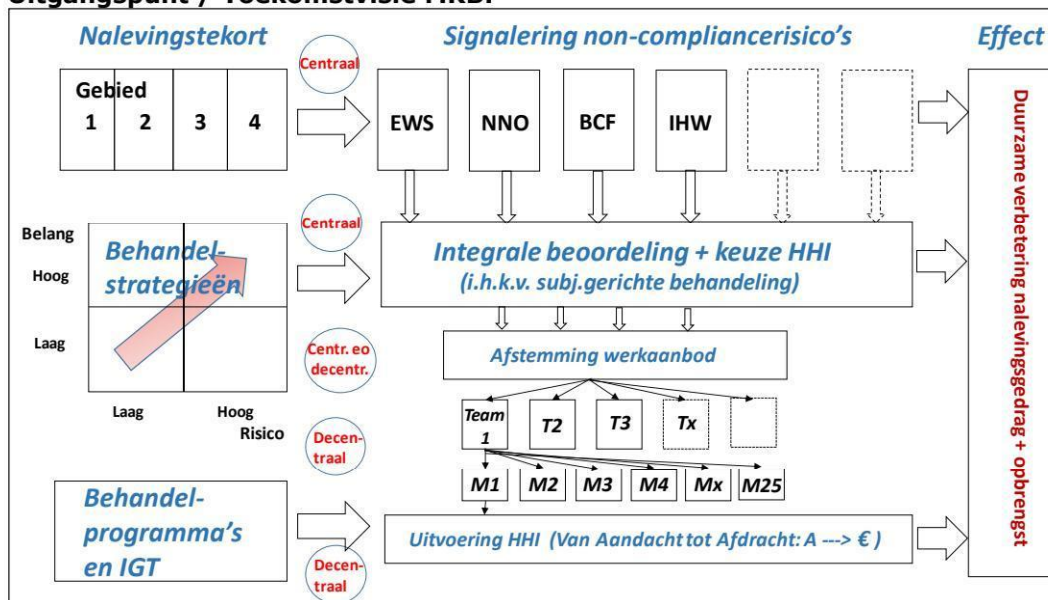 Uitgangspunt / Toekomstvisie HRB:
Nalevingstekort
Signalering non-compliancerisico's
Effect
Centraal
Gebied
1 2 3 4
EWS NNO BCF IHW
Centraal
Belang
Hoog
Laag
Behandel-
strategieën
Laag Hoog
Risico
Integrale beoordeling + keuze HHI
(i.h.k.v. subj.gerichte behandeling)
Centr. eo
decentr.
Afstemming werkaanbod
Team
1
T2 T3 Tx
Decen-
traal
M1 M2 M3 M4 Mx M25
Behandel-
programma's
en IGT
Uitvoering HHI (Van Aandacht tot Afdracht: A ---> € )
Decen-
traal
Duurzame verbetering nalevingsgedrag + opbrengst